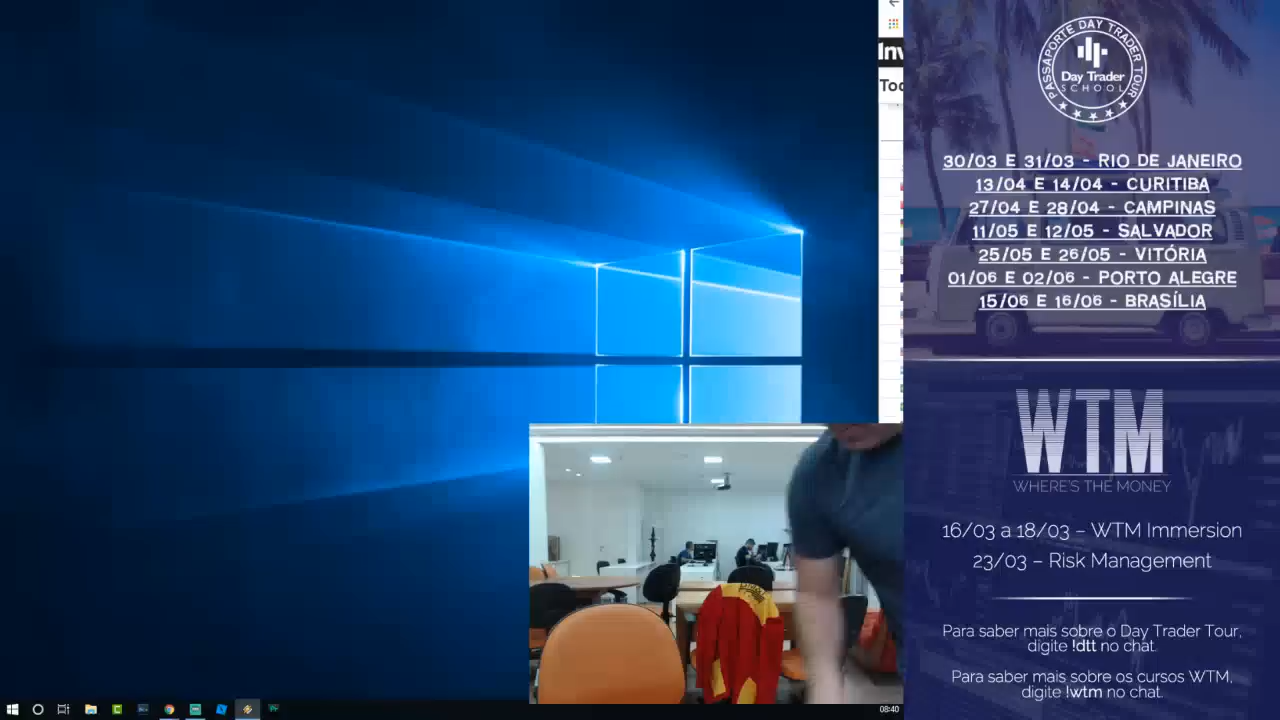 Inv
Too
08:40
PASSAPORTE DAY TRADER TOUR
Day Trader
SCHOOL
30/03 E 31/03 - RIO DE JANEIRO
13/04 E 14/04 - CURITIBA
27/04 E 28/04 - CAMPINAS
11/05 E 12/05 - SALVADOR
25/05 E 26/05 - VITÓRIA
01/06 E 02/06 - PORTO ALEGRE
15/06 E 16/06 - BRASÍLIA
WTM
WHERE'S THE MONEY
16/03 a 18/03 – WTM Immersion
23/03 – Risk Management
Para saber mais sobre o Day Trader Tour,
digite !dtt no chat.
Para saber mais sobre os cursos WTM,
digite !wtm no chat.